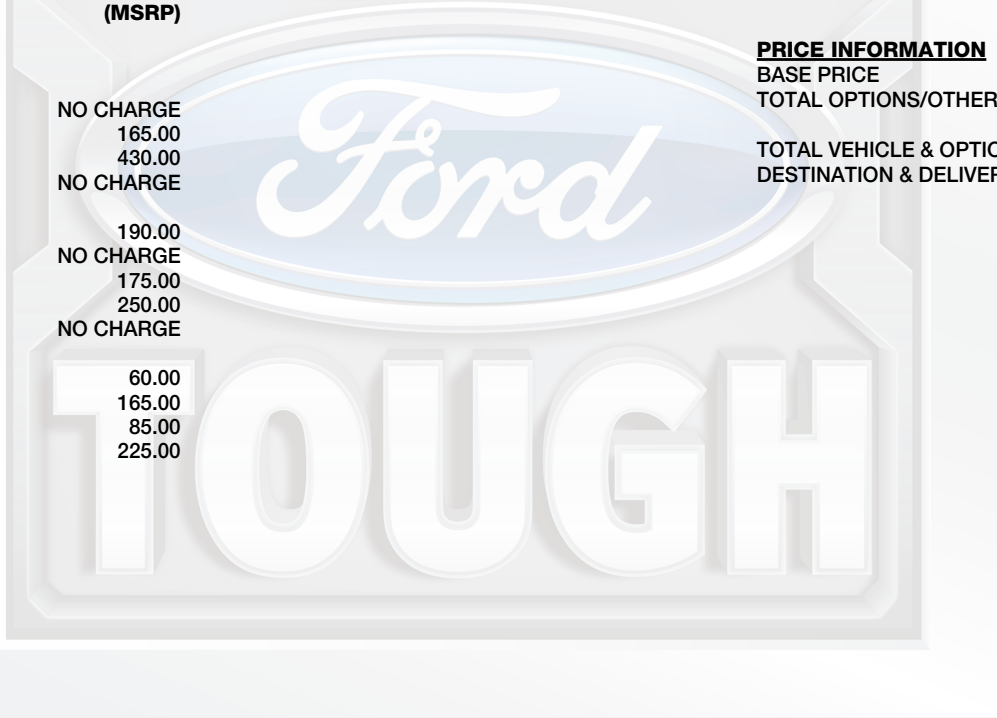 (MSRP)
NO CHARGE
165.00
430.00
NO CHARGE
190.00
NO CHARGE
175.00
250.00
NO CHARGE
60.00
165.00
85.00
225.00
PRICE INFORMATION
BASE PRICE
TOTAL OPTIONS/OTHER
TOTAL VEHICLE & OPTIO
DESTINATION & DELIVER
Ford
TOUGH